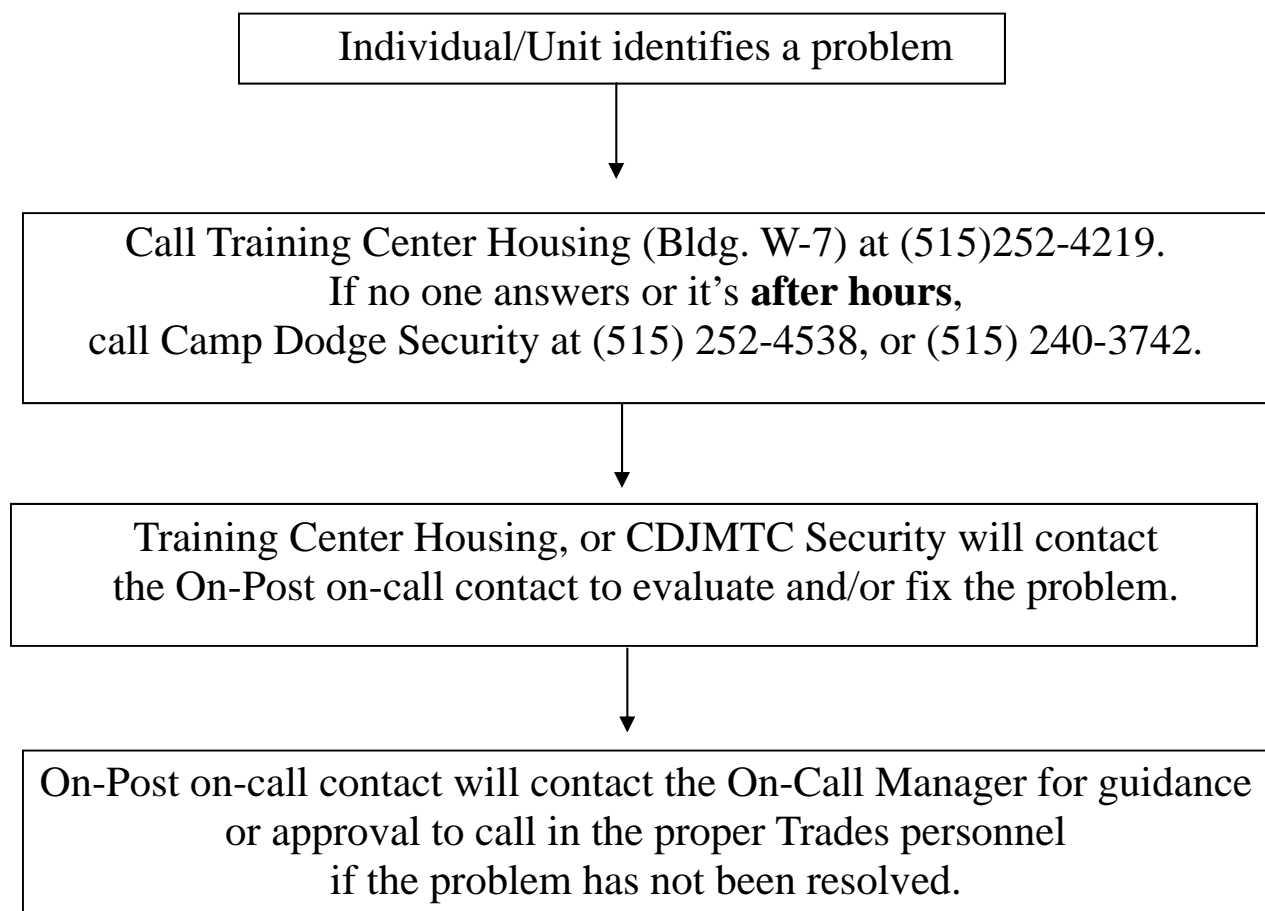 Individual/Unit identifies a problem
Call Training Center Housing (Bldg. W-7) at (515)252-4219.
If no one answers or it’s after hours,
call Camp Dodge Security at (515) 252-4538, or (515) 240-3742.
Training Center Housing, or CDJMTC Security will contact
the On-Post on-call contact to evaluate and/or fix the problem.
On-Post on-call contact will contact the On-Call Manager for guidance
or approval to call in the proper Trades personnel
if the problem has not been resolved.